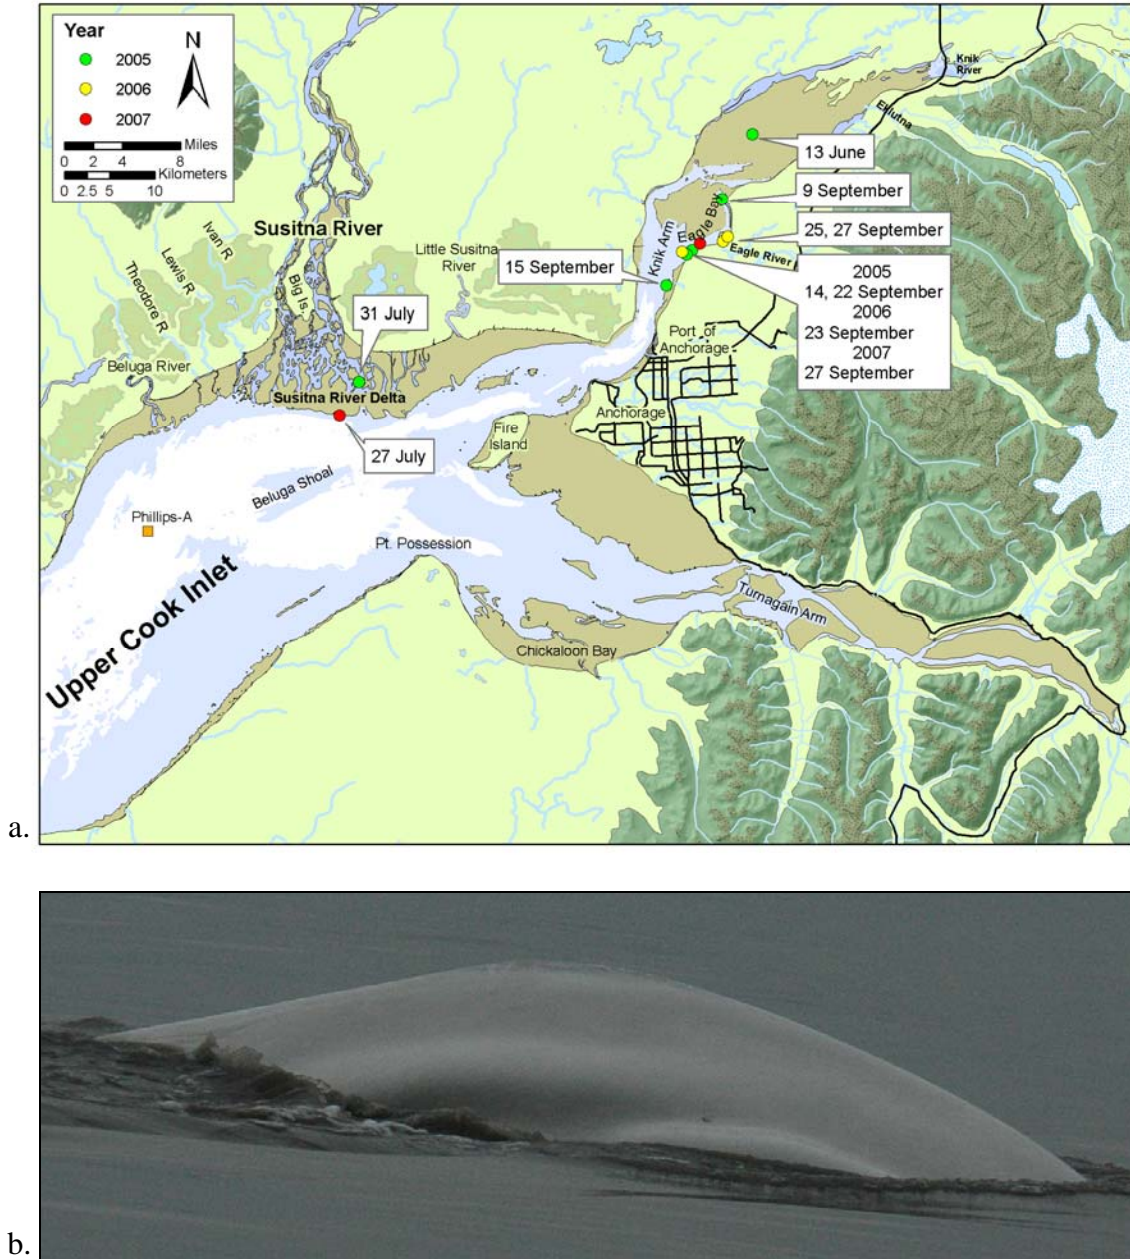 Year
N
2005
2006
2007
Miles
0 2 4 8
Kilometers
0 2.5 5 10
Knik
River
Eklutna
13 June
9 September
Susitna River
Ivan R
Lewis R
Theodore R
Big Is.
Little Susitna
River
Knik Arm
Eagle Bay
25, 27 September
Eagle River
15 September
2005
14, 22 September
2006
23 September
2007
27 September
31 July
Port of
Anchorage
Beluga River
Susitna River Delta
Anchorage
Fire
Island
27 July
Beluga Shoal
Phillips-A
Pt. Possession
Upper Cook Inlet
Turnagain Arm
Chickaloon Bay
a.
b.